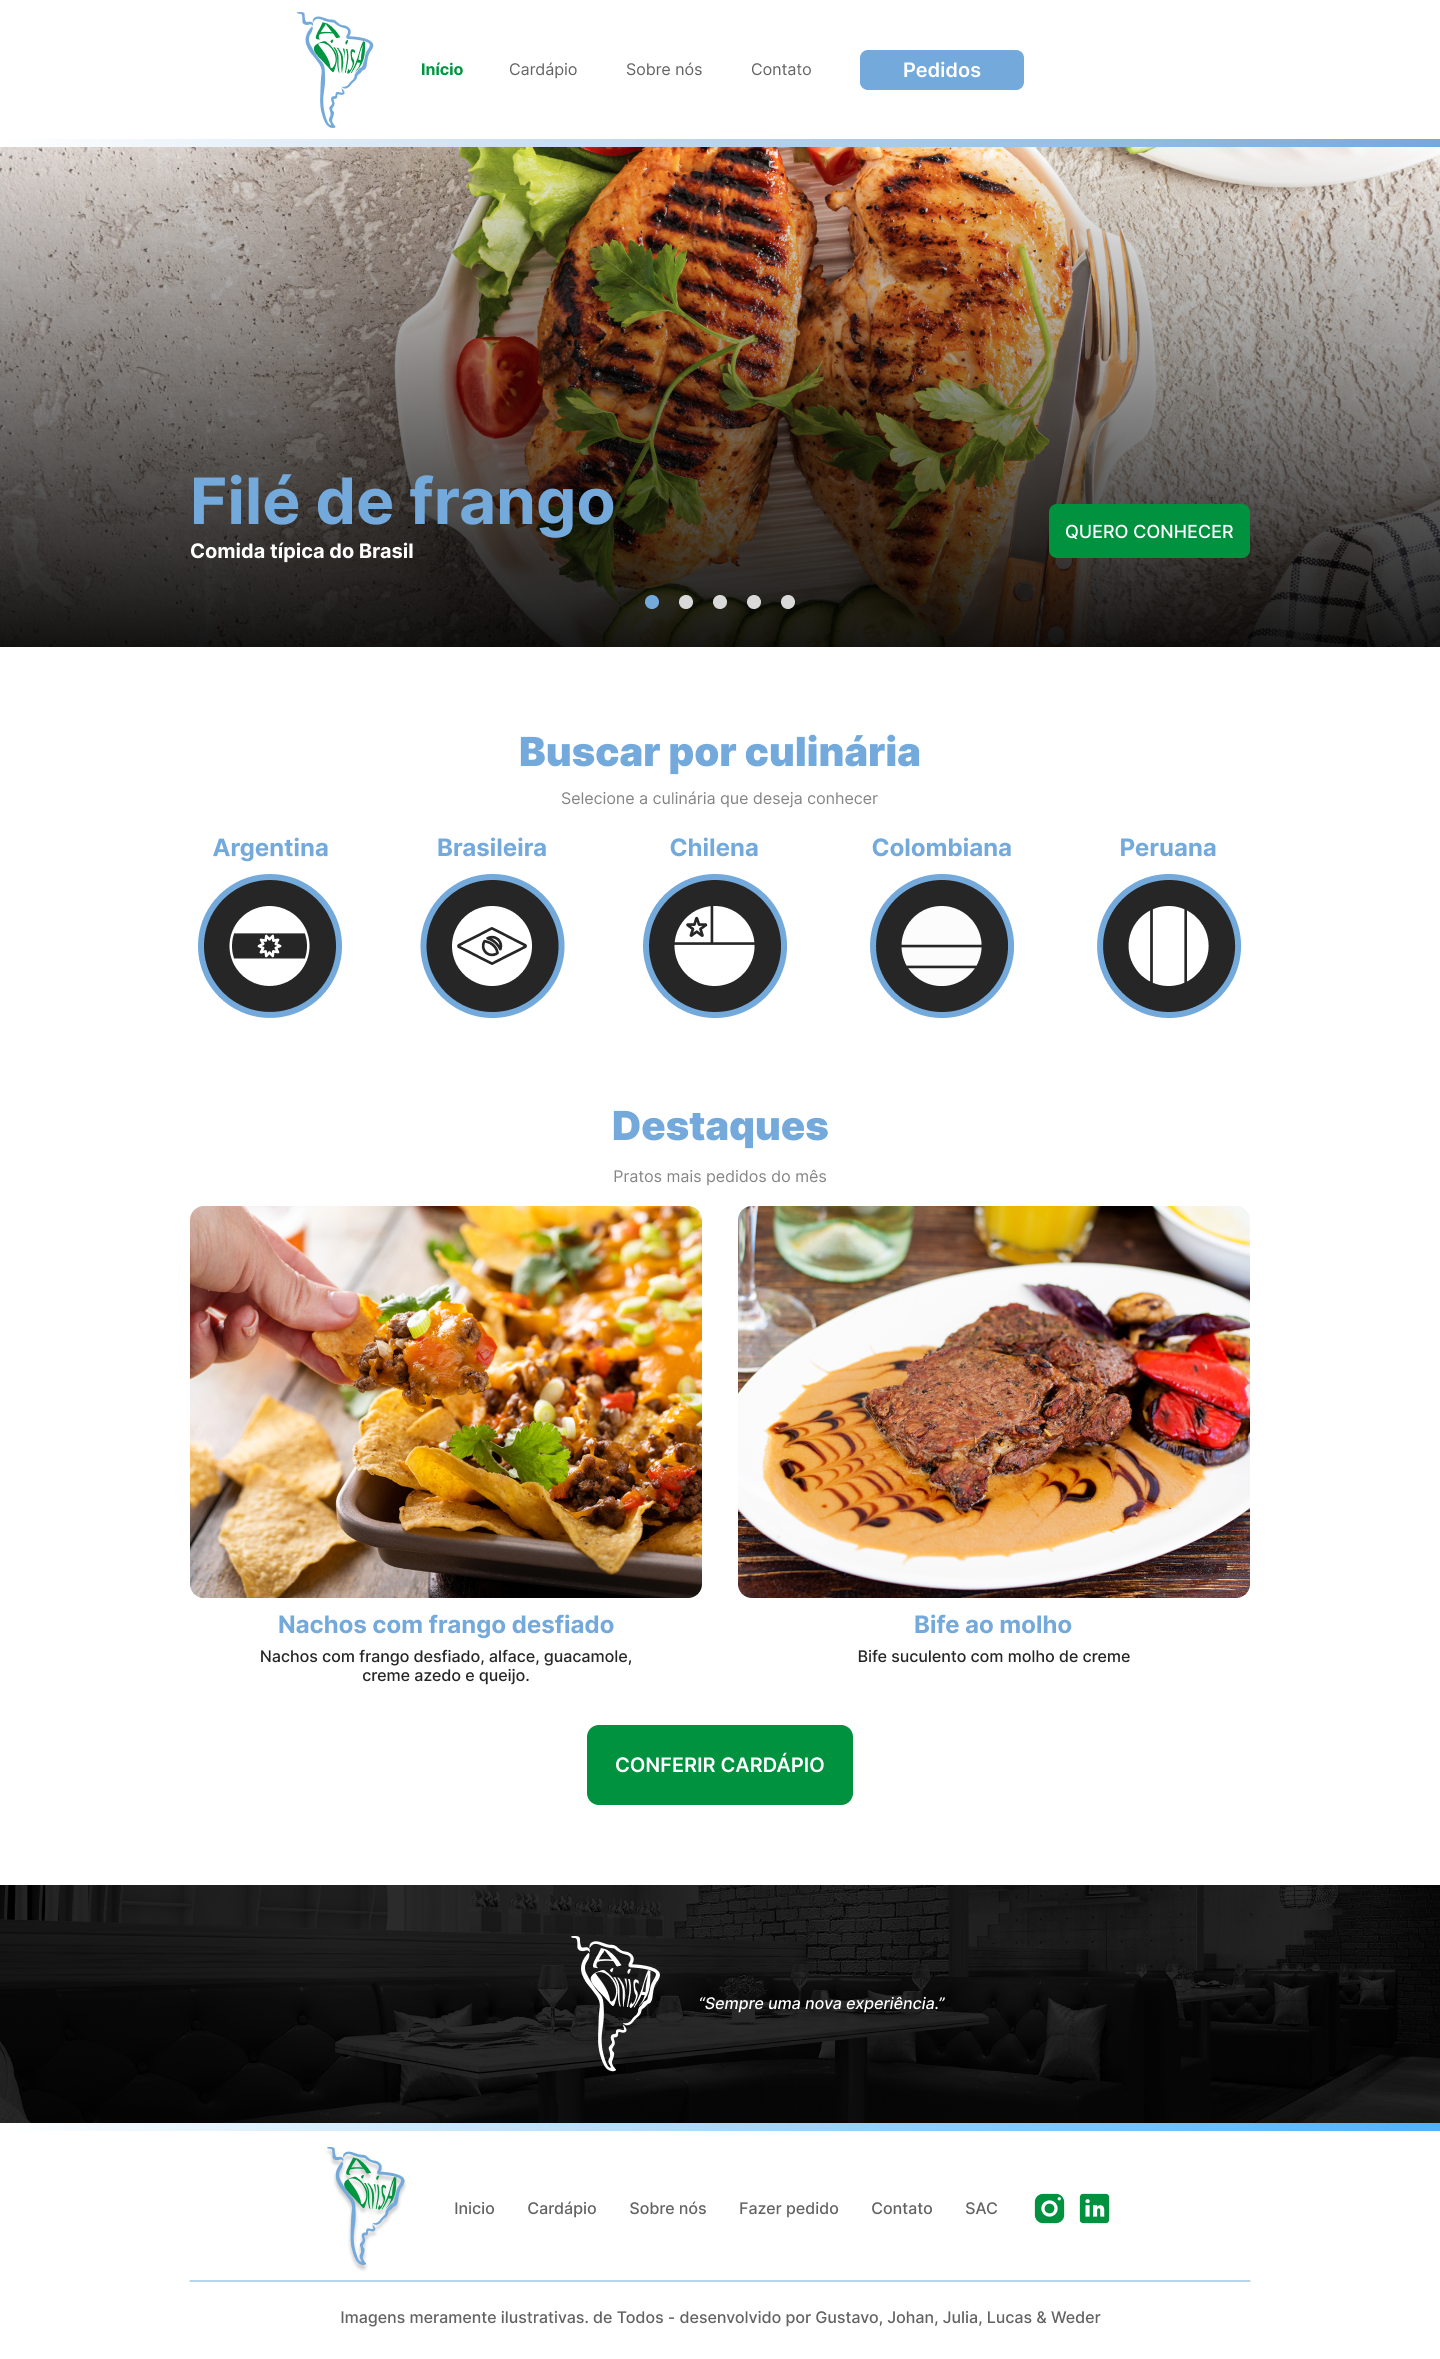 A DIVISA
Início
Cardápio
Sobre nós
Contato
Pedidos
Filé de frango
Comida típica do Brasil
QUERO CONHECER
Buscar por culinária
Selecione a culinária que deseja conhecer
Argentina
Brasileira
Chilena
Colombiana
Peruana
Destaques
Pratos mais pedidos do mês
Nachos com frango desfiado
Nachos com frango desfiado, alface, guacamole,
creme azedo e queijo.
Bife ao molho
Bife suculento com molho de creme
CONFERIR CARDÁPIO
A DIVISA
“Sempre uma nova experiência.”
A DIVISA
Inicio
Cardápio
Sobre nós
Fazer pedido
Contato
SAC
in
Imagens meramente ilustrativas. de Todos - desenvolvido por Gustavo, Johan, Julia, Lucas & Weder